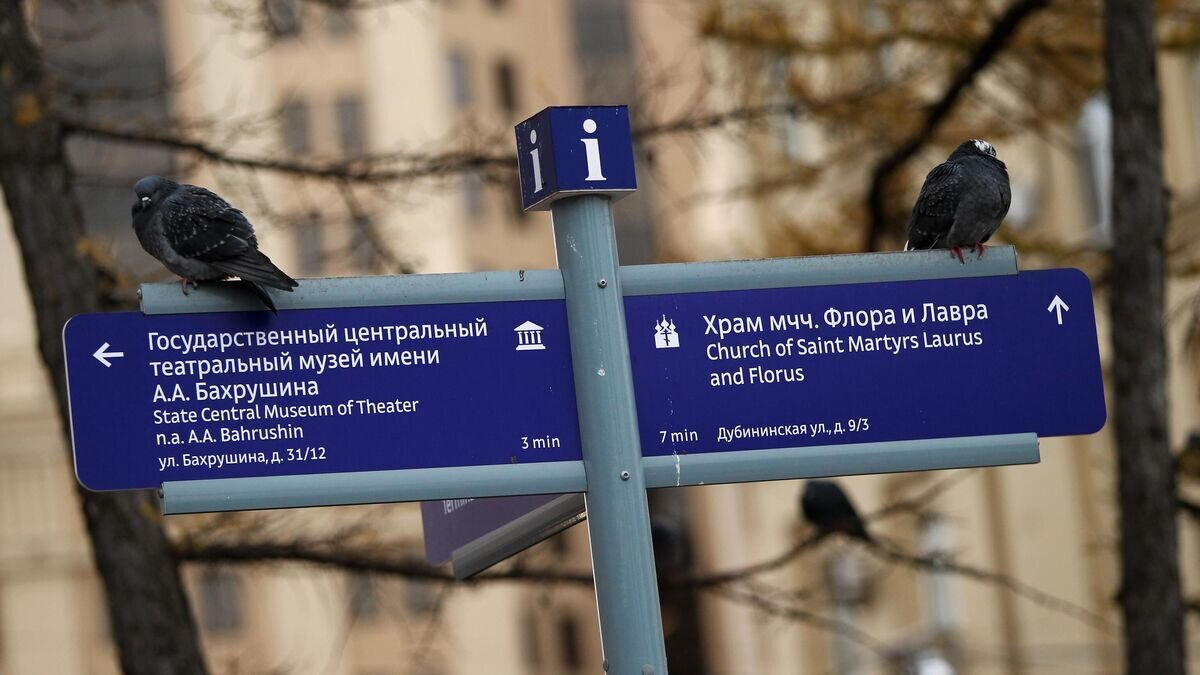 i i
Государственный центральный
театральный музей имени
А.А. Бахрушина
State Central Museum of Theater
n.a. A.A. Bahrushin
ул. Бахрушина, д. 31/12
3 min
Храм мчч. Флора и Лавра
Church of Saint Martyrs Laurus
and Florus
7 min
Дубининская ул., д. 9/3